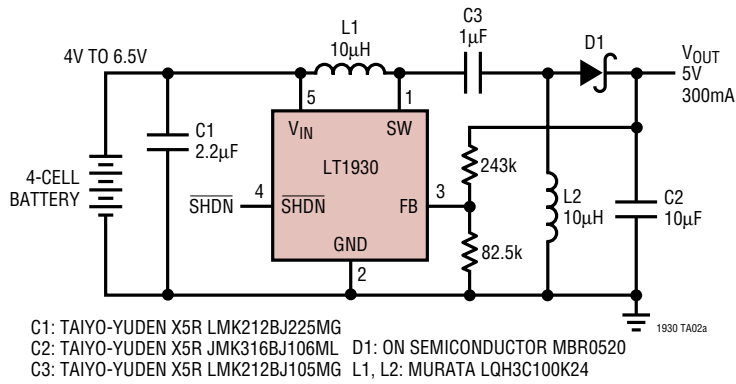 L1
10µH
C3
1µF
D1
4V TO 6.5V
VOUT
5V
300mA
5
1
VIN
SW
C1
2.2µF
LT1930
243k
4-CELL
BATTERY
SHDN
4
SHDN
FB
3
L2
10µH
C2
10µF
82.5k
GND
2
1930 TA02a
C1: TAIYO-YUDEN X5R LMK212BJ225MG
C2: TAIYO-YUDEN X5R JMK316BJ106ML D1: ON SEMICONDUCTOR MBR0520
C3: TAIYO-YUDEN X5R LMK212BJ105MG L1, L2: MURATA LQH3C100K24